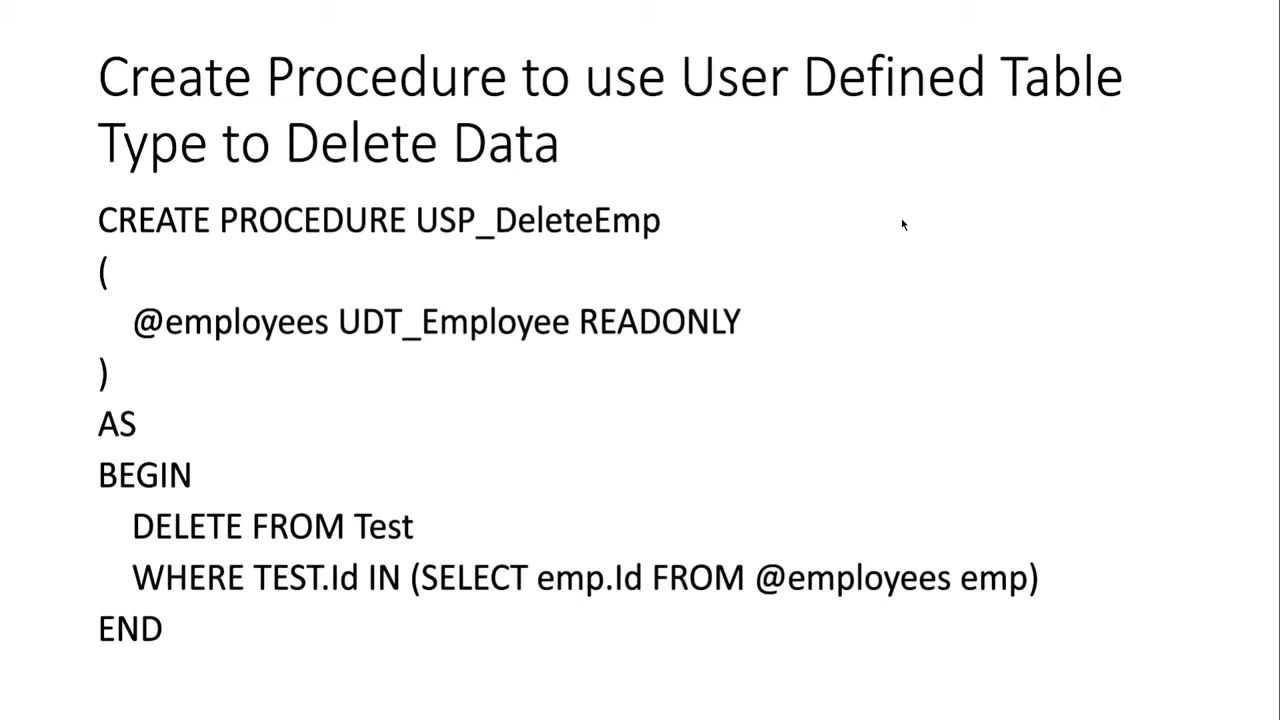 Create Procedure to use User Defined Table
Type to Delete Data
CREATE PROCEDURE USP_DeleteEmp
(
@employees UDT_Employee READONLY
)
AS
BEGIN
DELETE FROM Test
WHERE TEST.Id IN (SELECT emp.Id FROM @employees emp)
END